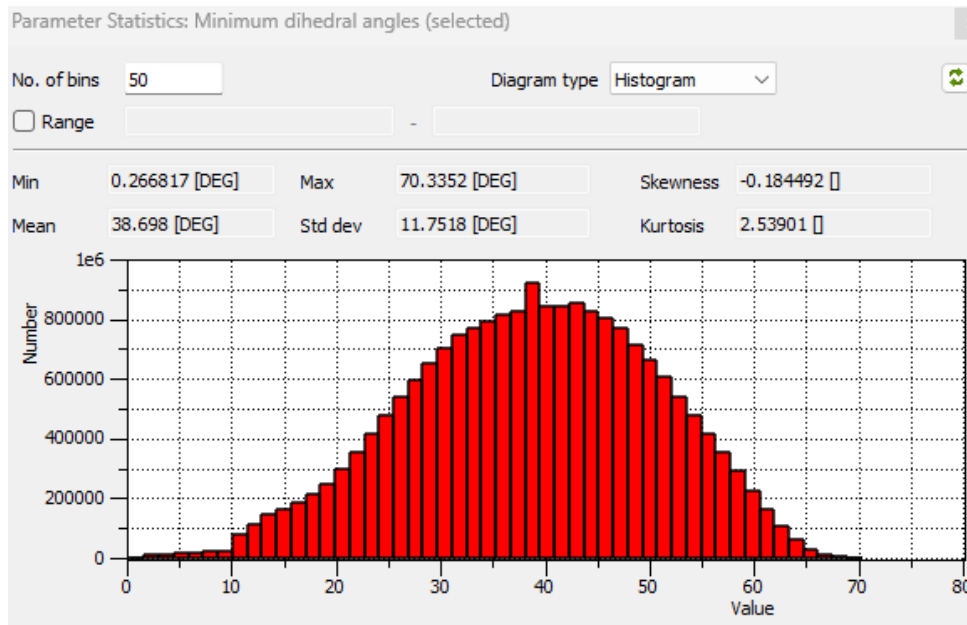 Parameter Statistics: Minimum dihedral angles (selected)
No. of bins 50 Diagram type Histogram
Range -
Min 0.266817 [DEG] Max 70.3352 [DEG] Skewness -0.184492 []
Mean 38.698 [DEG] Std dev 11.7518 [DEG] Kurtosis 2.53901 []
1e6
800000
600000
400000
200000
0
Number
0 10 20 30 40 50 60 70 80
Value